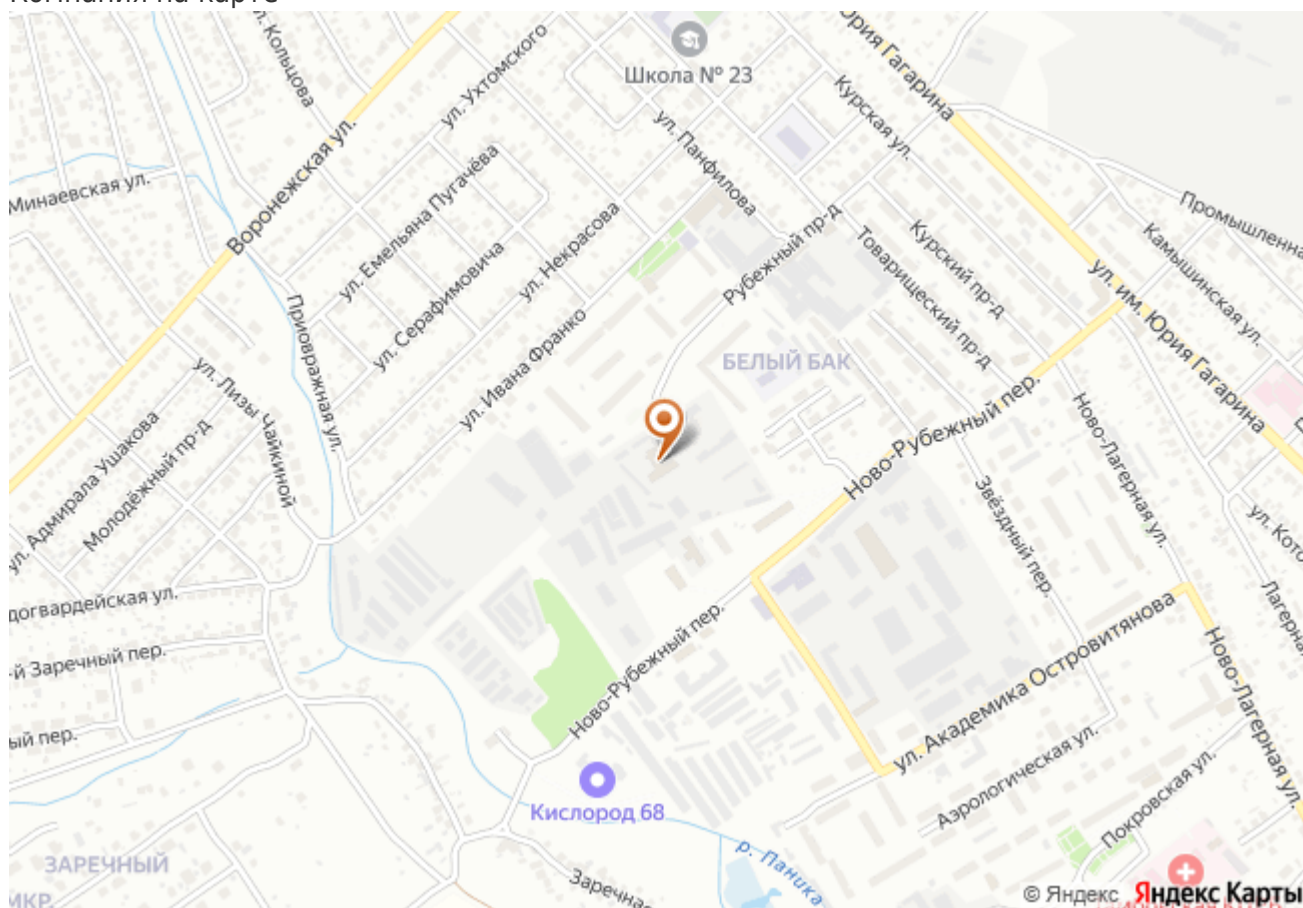 Компания на карте
ул. Кольцова
ул. Ухтомского
Школа № 23
Юрия Гагарина
Курская ул.
ул. Панфилова
Минаевская ул.
Воронежская ул.
ул. Емельяна Пугачёва
ул. Серафимовича
ул. Некрасова
Рубежный пр-д
Товарищеский пр-д
Курский пр-д
Промышленна
Камышинская ул.
ул. им. Юрия Гагарина
Приовражная ул.
ул. Ивана Франко
БЕЛЫЙ БАК
ул. Лизы Чайкиной
ул. Адмирала Ушакова
Молодёжный пр-д
Ново-Рубежный пер.
Ново-Лагерная ул.
Звёздный пер.
ул. Кото
Лагерная
догвардейская ул.
-й Заречный пер.
ый пер.
Ново-Рубежный пер.
ул. Академика Островитянова
Ново-Лагерная ул.
Аэрологическая ул.
Покровская ул.
Кислород 68
р. Паника
ЗАРЕЧНЫЙ
МКР.
Заречная
© Яндекс Яндекс Карты